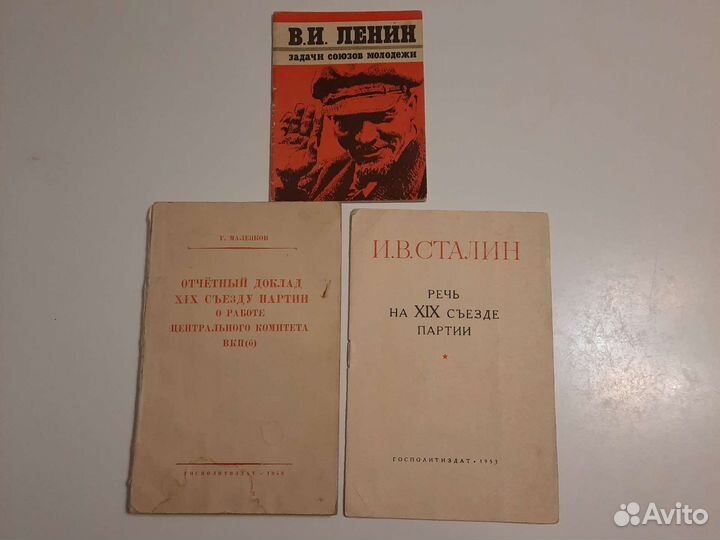 В.И. ЛЕНИН
ЗАДАЧИ СОЮЗОВ МОЛОДЕЖИ
Г. МАЛЕНКОВ
ОТЧЁТНЫЙ ДОКЛАД
XIX СЪЕЗДУ ПАРТИИ
О РАБОТЕ
ЦЕНТРАЛЬНОГО КОМИТЕТА
ВКП(б)
ГОСПОЛИТИЗДАТ •
И.В.СТАЛИН
РЕЧЬ
НА XIX СЪЕЗДЕ
ПАРТИИ
ГОСПОЛИТИЗДАТ • 1953
Avito